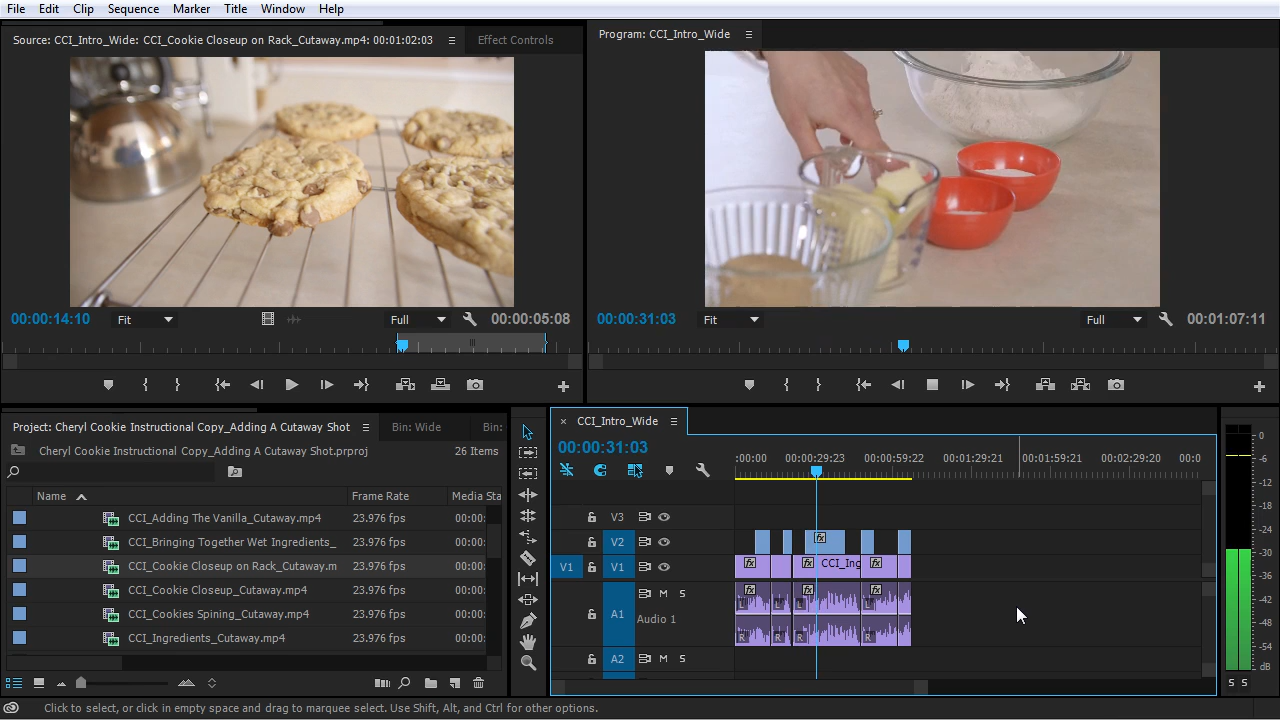 File Edit Clip Sequence Marker Title Window Help
Source: CCI_Intro_Wide: CCI_Cookie Closeup on Rack_Cutaway.mp4: 00:01:02:03
Effect Controls
Program: CCI_Intro_Wide
00:00:14:10 Fit Full 00:00:05:08
00:00:31:03 Fit Full 00:01:07:11
Project: Cheryl Cookie Instructional Copy_Adding A Cutaway Shot
Bin: Wide
Bin:
Cheryl Cookie Instructional Copy_Adding A Cutaway Shot.prproj
26 Items
Name Frame Rate Media Sta
CCI_Adding The Vanilla_Cutaway.mp4 23.976 fps 00:00:
CCI_Bringing Together Wet Ingredients_ 23.976 fps 00:00:
CCI_Cookie Closeup on Rack_Cutaway.m 23.976 fps 00:00:
CCI_Cookie Closeup_Cutaway.mp4 23.976 fps 00:00:
CCI_Cookies Spining_Cutaway.mp4 23.976 fps 00:00:
CCI_Ingredients_Cutaway.mp4 23.976 fps 00:00:
× CCI_Intro_Wide
00:00:31:03
:00:00 00:00:29:23 00:00:59:22 00:01:29:21 00:01:59:21 00:02:29:20 00:0
V3
V2 fx
V1 V1 fx fx CCI_Ing fx
A1 M S fx fx fx fx
L L L L
Audio 1
R R R R
A2 M S
0
-6
-12
-18
-24
-30
-36
-42
-48
-54
dB
S S
Click to select, or click in empty space and drag to marquee select. Use Shift, Alt, and Ctrl for other options.